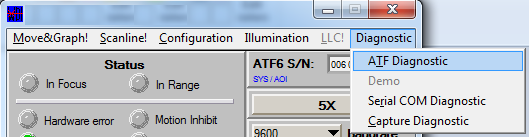 Move&Graph! Scanline! Configuration Illumination LLC! Diagnostic
Status
In Focus In Range
Hardware error Motion Inhibit
ATF6 S/N: 006
SYS / AOI
5X
9600
ATF Diagnostic
Demo
Serial COM Diagnostic
Capture Diagnostic